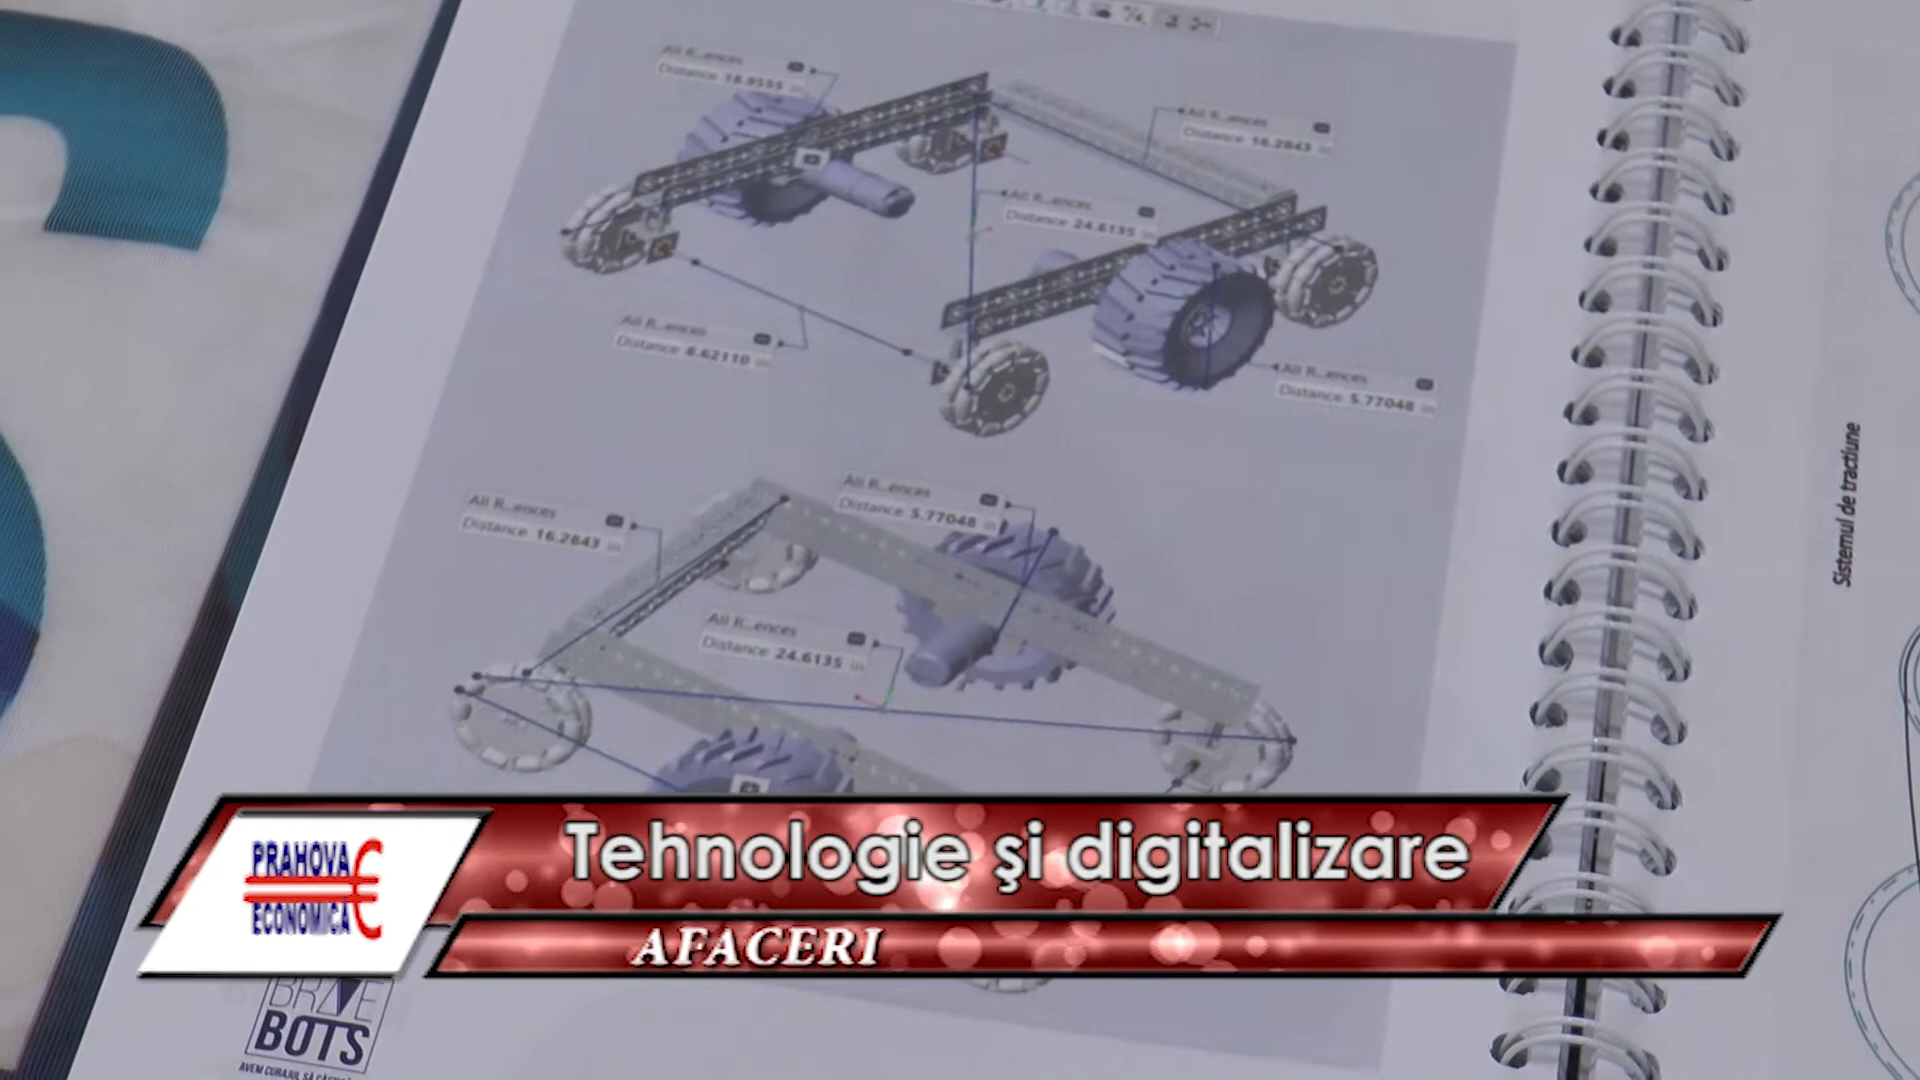 All R...ences
Distance 18.9555 in
All R...ences
Distance 16.2843 in
All R...ences
Distance 24.6135 in
All R...ences
Distance 6.62110 in
All R...ences
Distance 5.77048 in
All R...ences
Distance 5.77048 in
All R...ences
Distance 16.2843 in
All R...ences
Distance 24.6135 in
Sistemul de tractiune
Tehnologie şi digitalizare
PRAHOVA
ECONOMICA
AFACERI
BRAVE
BOTS
AVEM CURAJUL SĂ